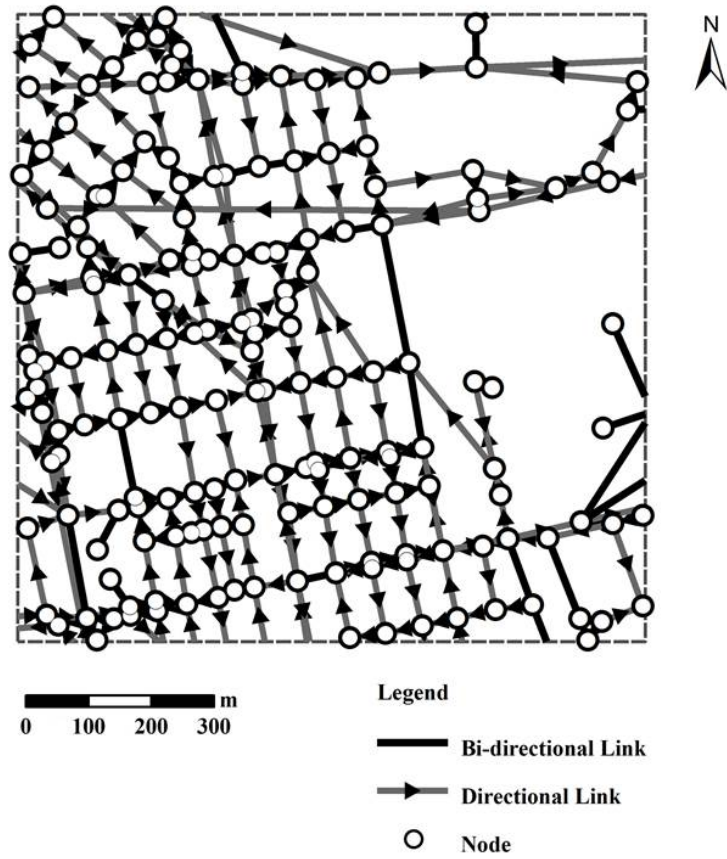 N
m
0 100 200 300
Legend
Bi-directional Link
Directional Link
Node